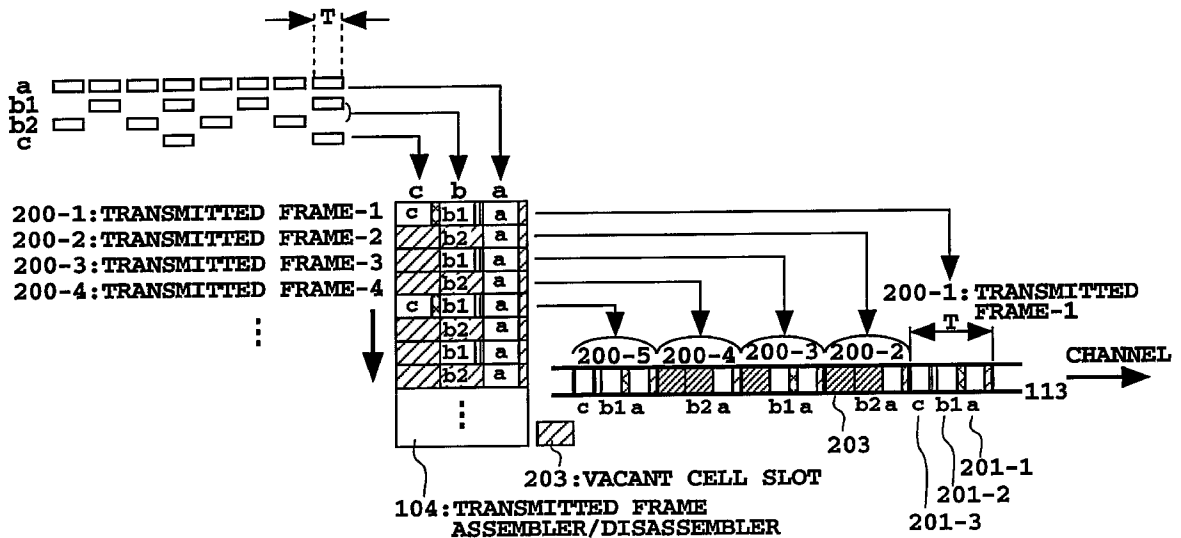 T
a
b1
b2
c
c b a
200-1:TRANSMITTED FRAME-1
c b1 a
200-2:TRANSMITTED FRAME-2
b2 a
200-3:TRANSMITTED FRAME-3
b1 a
200-4:TRANSMITTED FRAME-4
b2 a
c b1 a
b2 a
b1 a
b2 a
200-1:TRANSMITTED
FRAME-1
T
200-5 200-4 200-3 200-2
CHANNEL
113
c b1 a b2 a b1 a b2 a c b1 a
203
201-1
201-2
201-3
203:VACANT CELL SLOT
104:TRANSMITTED FRAME
ASSEMBLER/DISASSEMBLER